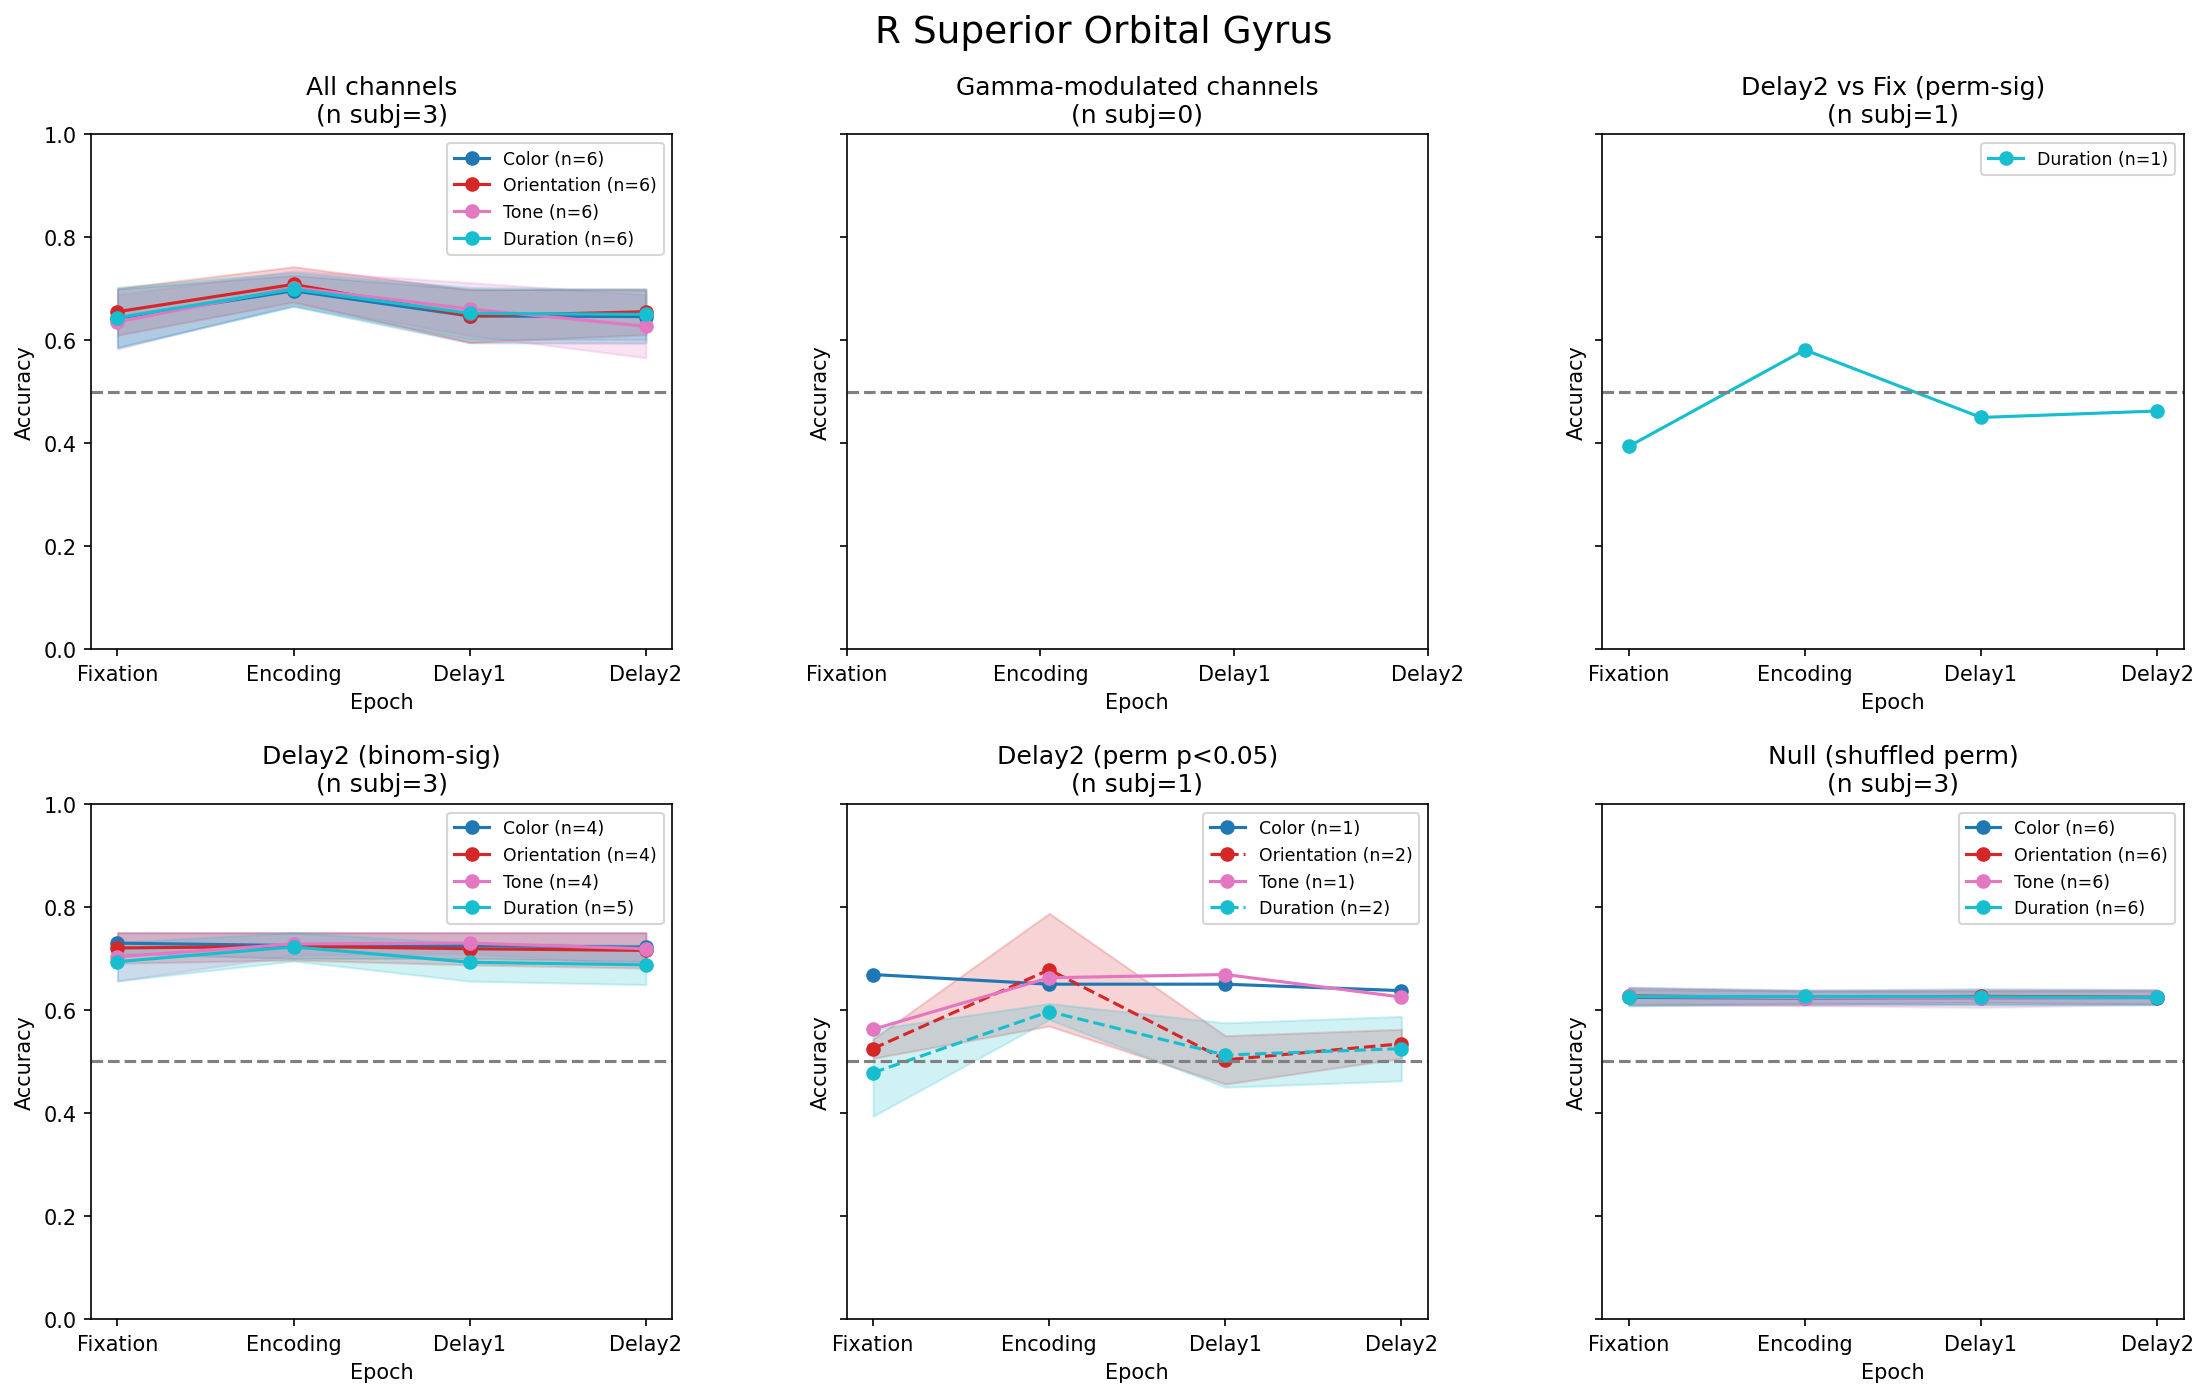 R Superior Orbital Gyrus
All channels
(n subj=3)
1.0
0.8
0.6
0.4
0.2
0.0
Accuracy
Color (n=6)
Orientation (n=6)
Tone (n=6)
Duration (n=6)
Fixation Encoding Delay1 Delay2
Epoch
Gamma-modulated channels
(n subj=0)
Accuracy
Fixation Encoding Delay1 Delay2
Epoch
Delay2 vs Fix (perm-sig)
(n subj=1)
Accuracy
Duration (n=1)
Fixation Encoding Delay1 Delay2
Epoch
Delay2 (binom-sig)
(n subj=3)
1.0
0.8
0.6
0.4
0.2
0.0
Accuracy
Color (n=4)
Orientation (n=4)
Tone (n=4)
Duration (n=5)
Fixation Encoding Delay1 Delay2
Epoch
Delay2 (perm p<0.05)
(n subj=1)
Accuracy
Color (n=1)
Orientation (n=2)
Tone (n=1)
Duration (n=2)
Fixation Encoding Delay1 Delay2
Epoch
Null (shuffled perm)
(n subj=3)
Accuracy
Color (n=6)
Orientation (n=6)
Tone (n=6)
Duration (n=6)
Fixation Encoding Delay1 Delay2
Epoch